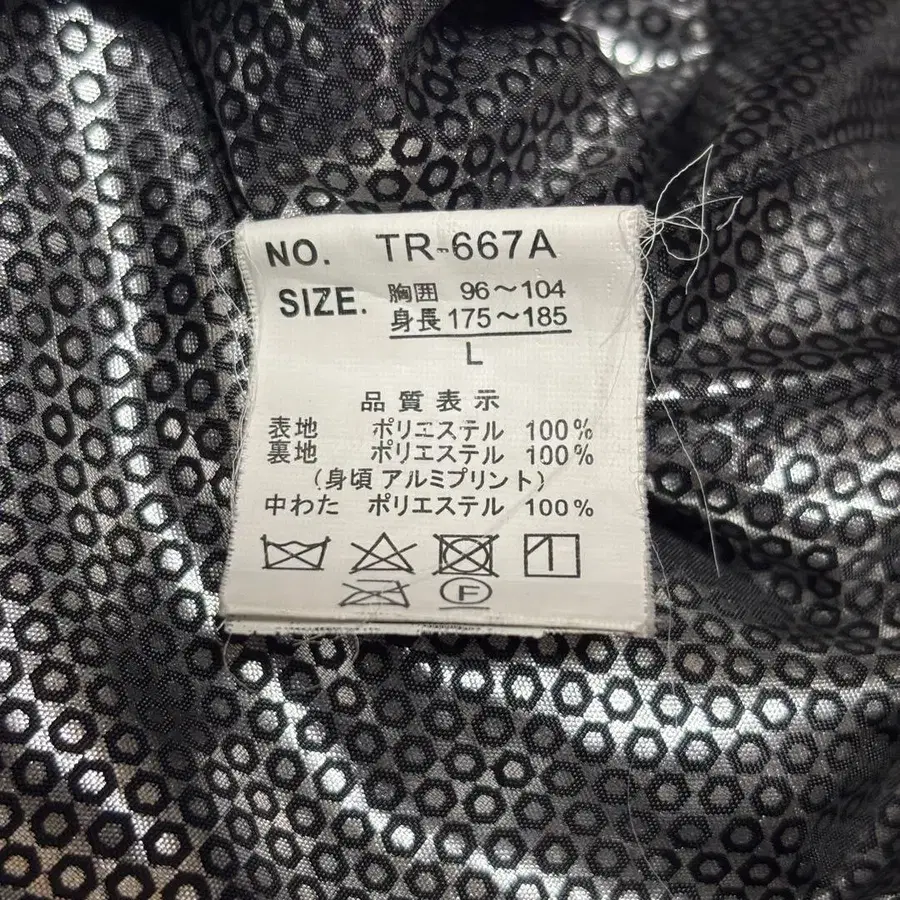 NO. TR-667A
SIZE. 胸囲 96～104
身長 175～185
L
品質表示
表地 ポリエステル 100%
裏地 ポリエステル 100%
（身頃 アルミプリント）
中わた ポリエステル 100%
F